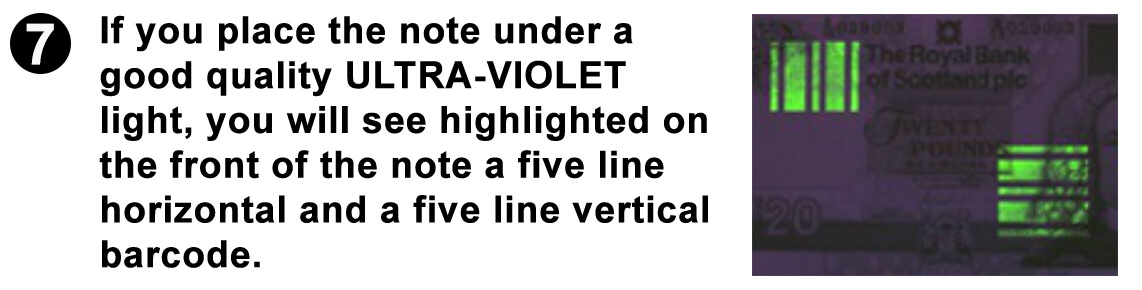 7
If you place the note under a
good quality ULTRA-VIOLET
light, you will see highlighted on
the front of the note a five line
horizontal and a five line vertical
barcode.
The Royal Bank
of Scotland plc
TWENTY
POUNDS
£20